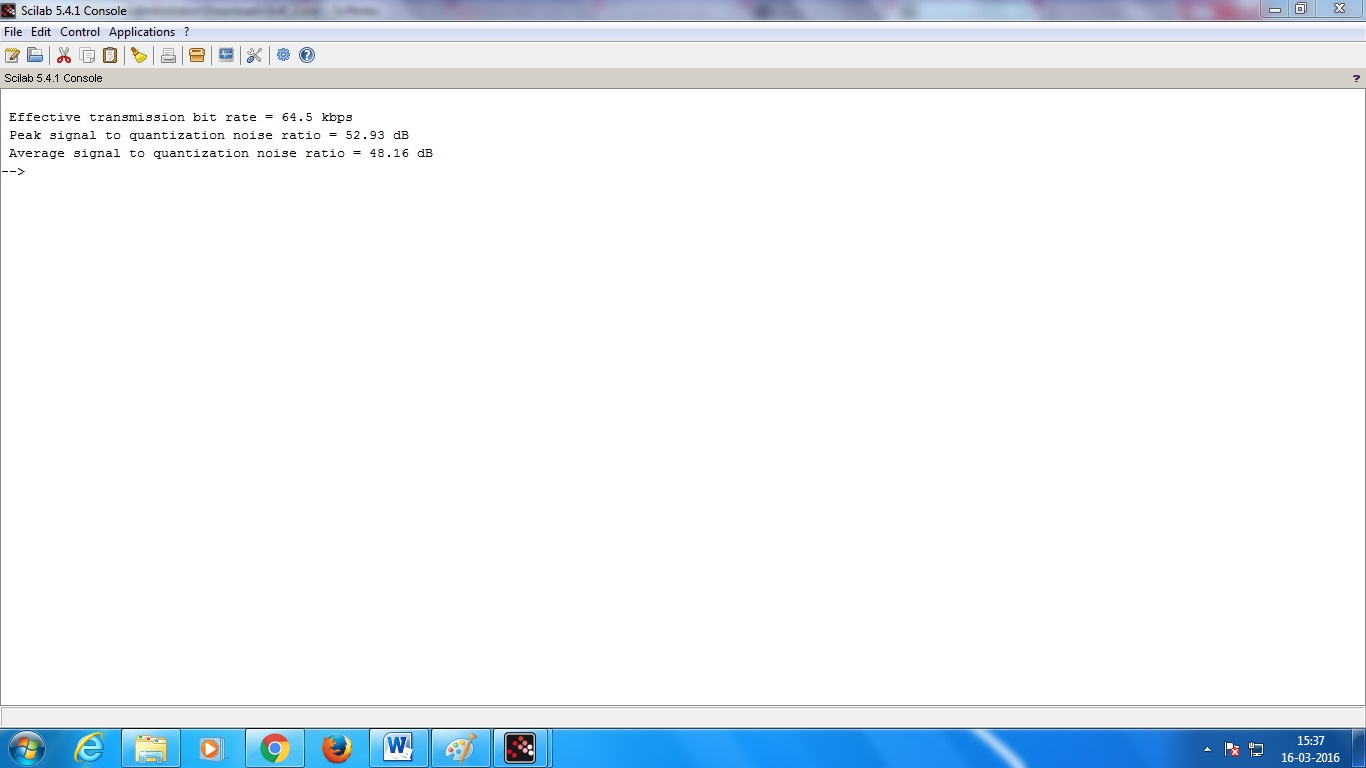 Scilab 5.4.1 Console
File Edit Control Applications ?
Scilab 5.4.1 Console ?
Effective transmission bit rate = 64.5 kbps
Peak signal to quantization noise ratio = 52.93 dB
Average signal to quantization noise ratio = 48.16 dB
-->
15:37
16-03-2016